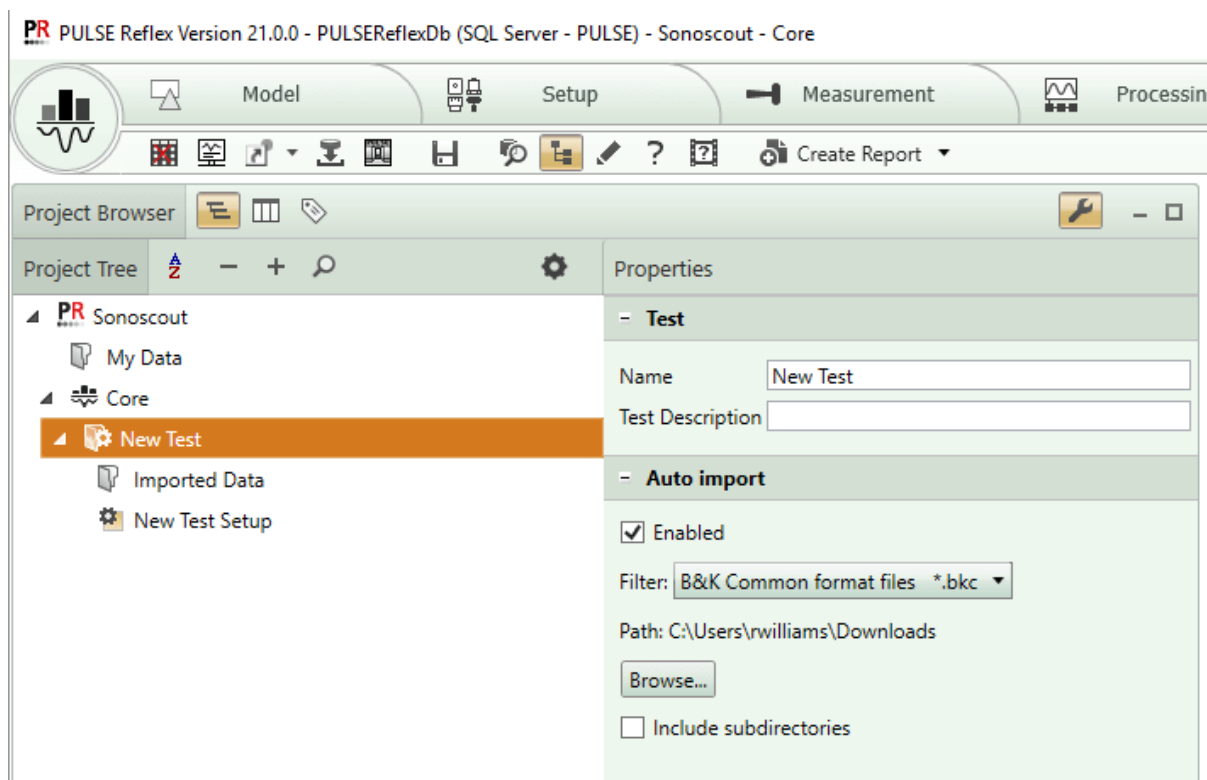 PR PULSE Reflex Version 21.0.0 - PULSEReflexDb (SQL Server - PULSE) - Sonoscout - Core
Model Setup Measurement Processin
? ? Create Report
Project Browser
Project Tree A Z Properties
PR Sonoscout
My Data
Core
New Test
Imported Data
New Test Setup
Test
Name New Test
Test Description
Auto import
Enabled
Filter: B&K Common format files *.bkc
Path: C:\Users\rwilliams\Downloads
Browse...
Include subdirectories